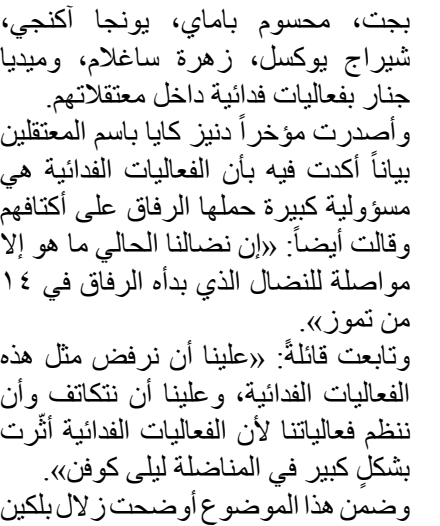 بجت، محسوم باماي، يونجا آكنجي،
شيراج يوكسل، زهرة ساغلام، وميديا
جنار بفعاليات فدائية داخل معتقلاتهم.
وأصدرت مؤخراً دنيز كايا باسم المعتقلين
بياناً أكدت فيه بأن الفعاليات الفدائية هي
مسؤولية كبيرة حملها الرفاق على أكتافهم
وقالت أيضاً: «إن نضالنا الحالي ما هو إلا
مواصلة للنضال الذي بدأه الرفاق في ١٤
من تموز».
وتابعت قائلةً: «علينا أن نرفض مثل هذه
الفعاليات الفدائية، وعلينا أن نتكاتف وأن
ننظم فعالياتنا لأن الفعاليات الفدائية أثّرت
بشكلٍ كبير في المناضلة ليلى كوفن».
وضمن هذا الموضوع أوضحت زلال بلكين